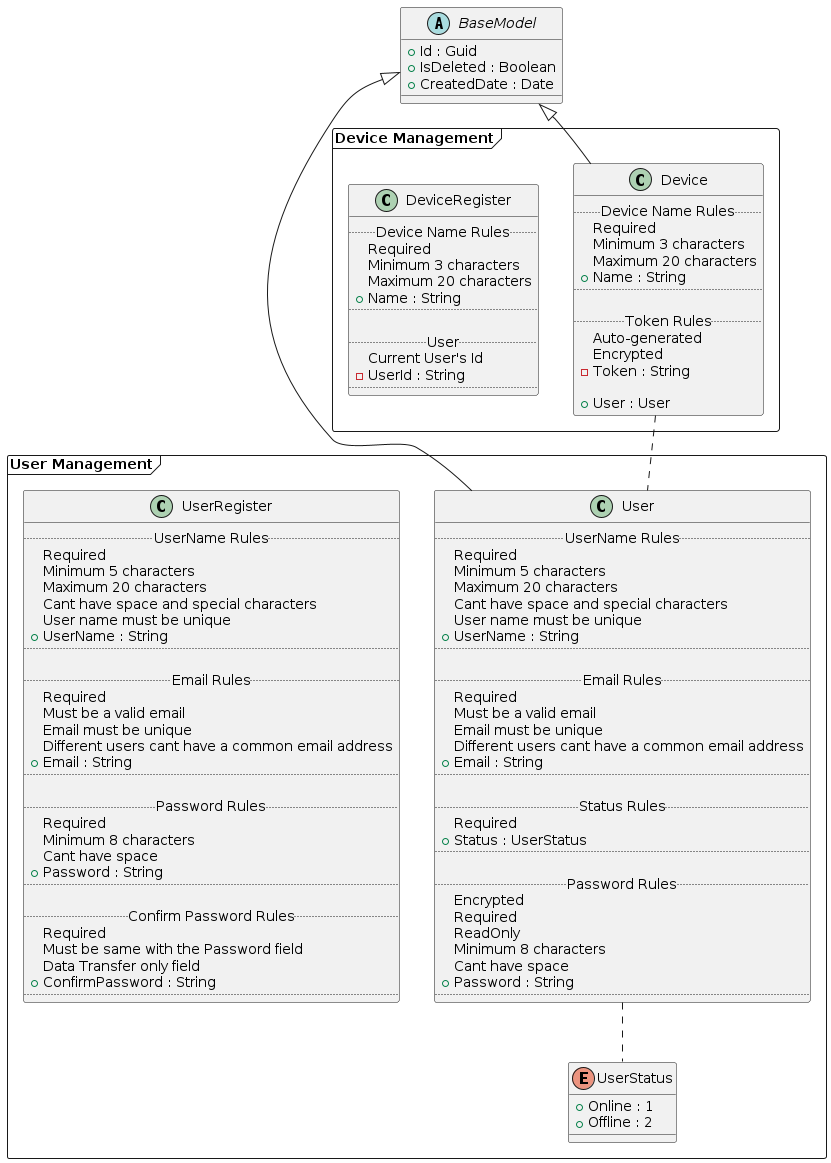 A BaseModel
Id : Guid
IsDeleted : Boolean
CreatedDate : Date
Device Management
C DeviceRegister
Device Name Rules
Required
Minimum 3 characters
Maximum 20 characters
Name : String
User
Current User's Id
UserId : String
C Device
Device Name Rules
Required
Minimum 3 characters
Maximum 20 characters
Name : String
Token Rules
Auto-generated
Encrypted
Token : String
User : User
User Management
C UserRegister
UserName Rules
Required
Minimum 5 characters
Maximum 20 characters
Cant have space and special characters
User name must be unique
UserName : String
Email Rules
Required
Must be a valid email
Email must be unique
Different users cant have a common email address
Email : String
Password Rules
Required
Minimum 8 characters
Cant have space
Password : String
Confirm Password Rules
Required
Must be same with the Password field
Data Transfer only field
ConfirmPassword : String
C User
UserName Rules
Required
Minimum 5 characters
Maximum 20 characters
Cant have space and special characters
User name must be unique
UserName : String
Email Rules
Required
Must be a valid email
Email must be unique
Different users cant have a common email address
Email : String
Status Rules
Required
Status : UserStatus
Password Rules
Encrypted
Required
ReadOnly
Minimum 8 characters
Cant have space
Password : String
E UserStatus
Online : 1
Offline : 2